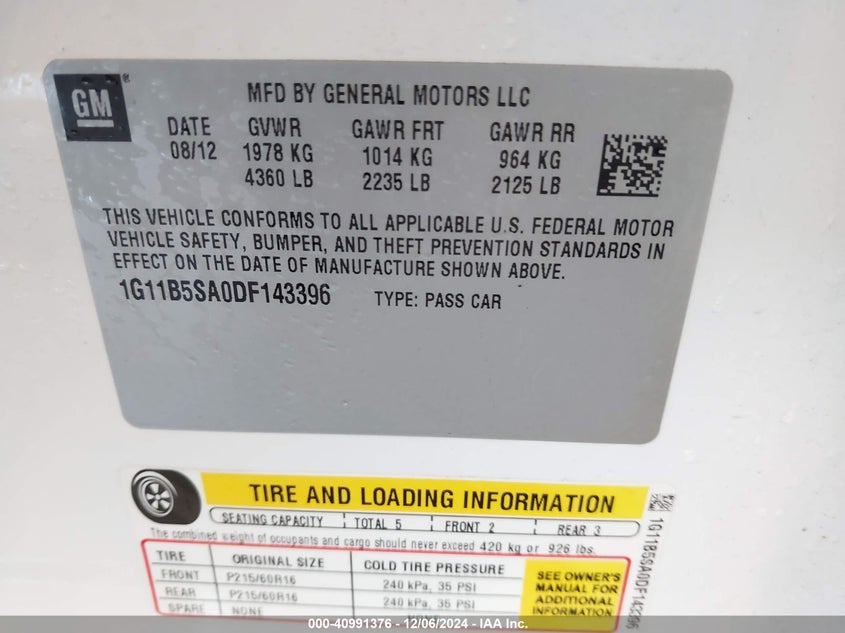 GM®
MFD BY GENERAL MOTORS LLC
DATE GVWR GAWR FRT GAWR RR
08/12 1978 KG 1014 KG 964 KG
4360 LB 2235 LB 2125 LB
THIS VEHICLE CONFORMS TO ALL APPLICABLE U.S. FEDERAL MOTOR
VEHICLE SAFETY, BUMPER, AND THEFT PREVENTION STANDARDS IN
EFFECT ON THE DATE OF MANUFACTURE SHOWN ABOVE.
1G11B5SA0DF143396 TYPE: PASS CAR
TIRE AND LOADING INFORMATION
SEATING CAPACITY TOTAL 5 FRONT 2 REAR 3
The combined weight of occupants and cargo should never exceed 420 kg or 926 lbs.
TIRE ORIGINAL SIZE COLD TIRE PRESSURE
FRONT P215/60R16 240 kPa, 35 PSI
REAR P215/60R16 240 kPa, 35 PSI
SPARE NONE
SEE OWNER'S
MANUAL FOR
ADDITIONAL
INFORMATION
1G11B5SA0DF143396
- 40991376 - 12/06/2024 - IAA Inc.